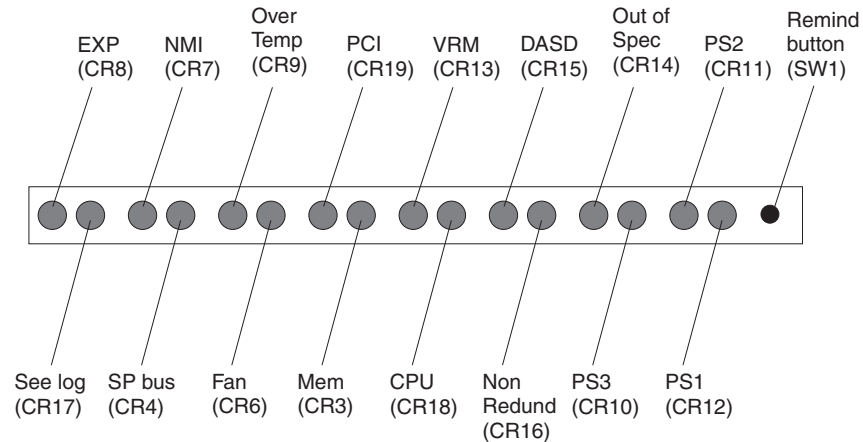 EXP
(CR8)
NMI
(CR7)
Over
Temp
(CR9)
PCI
(CR19)
VRM
(CR13)
DASD
(CR15)
Out of
Spec
(CR14)
PS2
(CR11)
Remind
button
(SW1)
See log
(CR17)
SP bus
(CR4)
Fan
(CR6)
Mem
(CR3)
CPU
(CR18)
Non
Redund
(CR16)
PS3
(CR10)
PS1
(CR12)